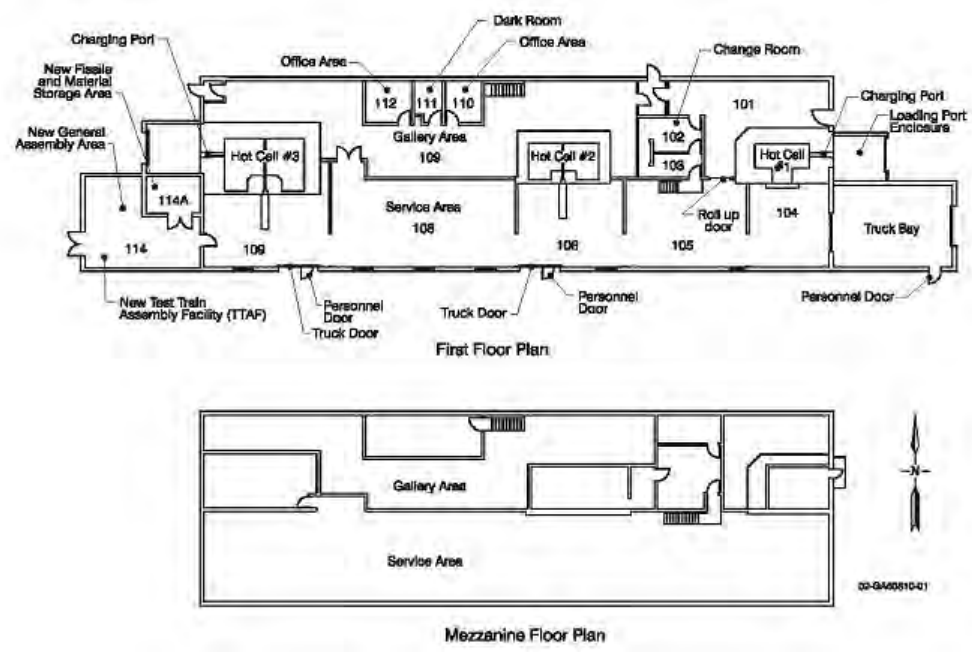 Dark Room
Charging Port
Office Area
Office Area
Change Room
New Fissile
and Material
Storage Area
112
111
110
101
Charging Port
Loading Port
Enclosure
New General
Assembly Area
Gallery Area
109
102
103
Hot Cell #3
Hot Cell #2
Hot Cell
#1
114A
Service Area
108
Roll up
door
104
Truck Bay
114
109
106
105
New Test Train
Assembly Facility (TTAF)
Personnel
Door
Truck Door
Truck Door
Personnel
Door
Personnel Door
First Floor Plan
Gallery Area
N
Service Area
02-GA50810-01
Mezzanine Floor Plan